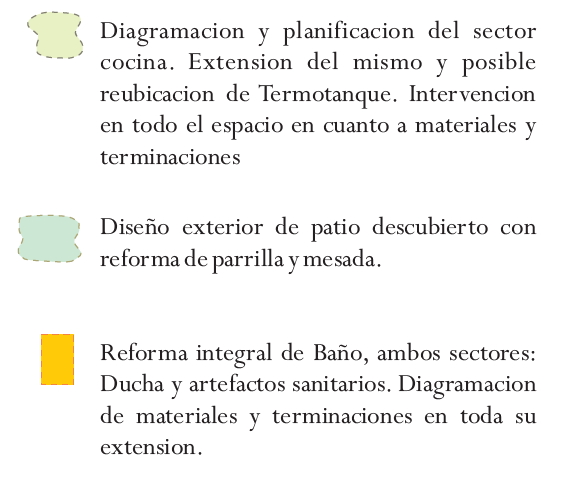 Diagramacion y planificacion del sector
cocina. Extension del mismo y posible
reubicacion de Termotanque. Intervencion
en todo el espacio en cuanto a materiales y
terminaciones
Diseño exterior de patio descubierto con
reforma de parrilla y mesada.
Reforma integral de Baño, ambos sectores:
Ducha y artefactos sanitarios. Diagramacion
de materiales y terminaciones en toda su
extension.